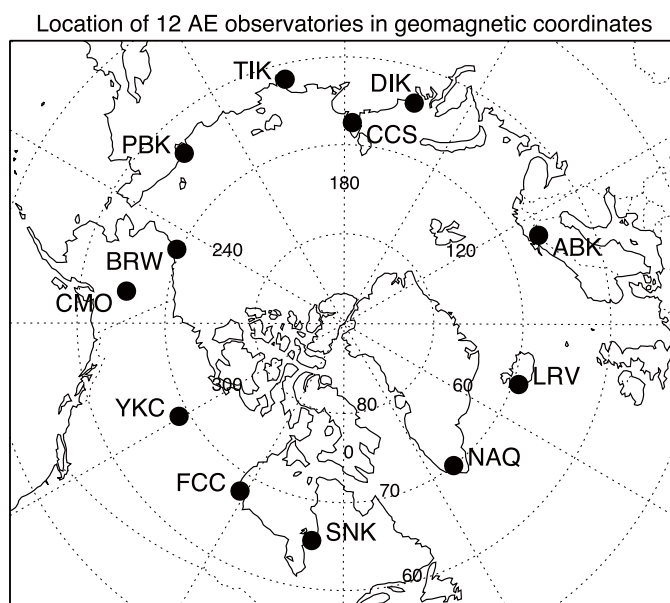 Location of 12 AE observatories in geomagnetic coordinates
TIK
DIK
CCS
PBK
180
BRW
240
120
ABK
CMO
300
60
LRV
YKC
80
NAQ
0
FCC
70
SNK
60